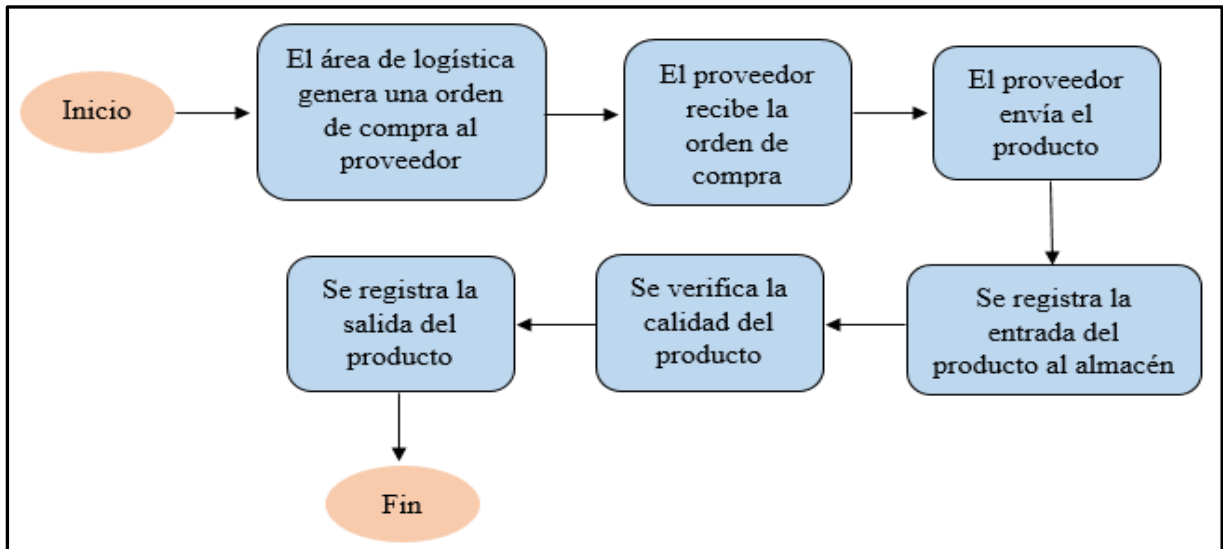 Inicio
El área de logística
genera una orden
de compra al
proveedor
El proveedor
recibe la
orden de
compra
El proveedor
envía el
producto
Se registra la
entrada del
producto al almacén
Se verifica la
calidad del
producto
Se registra la
salida del
producto
Fin